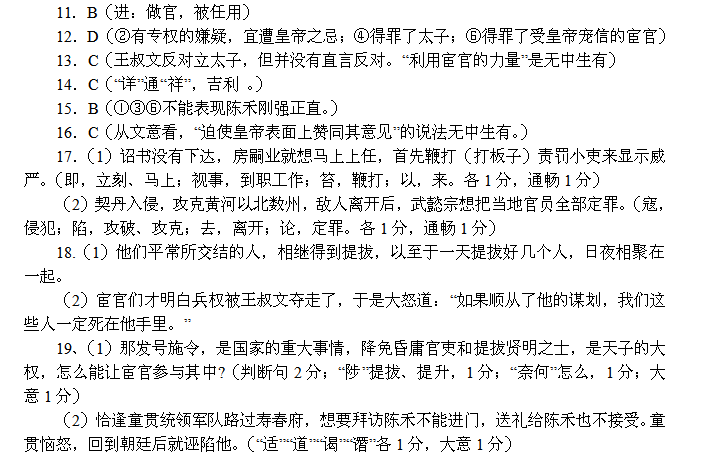 11．B（进：做官，被任用）
12．D（②有专权的嫌疑，宜遭皇帝之忌；④得罪了太子；⑥得罪了受皇帝宠信的宦官）
13．C（王叔文反对立太子，但并没有直言反对。“利用宦官的力量”是无中生有）
14．C（“详”通“祥”，吉利 。）
15．B（①③⑥不能表现陈禾刚强正直。）
16．C（从文意看，“迫使皇帝表面上赞同其意见”的说法无中生有。）
17．（1）诏书没有下达，房嗣业就想马上上任，首先鞭打（打板子）责罚小吏来显示威
严。（即，立刻、马上；视事，到职工作；笞，鞭打；以，来。各 1 分，通畅 1 分）
（2）契丹入侵，攻克黄河以北数州，敌人离开后，武懿宗想把当地官员全部定罪。（寇，
侵犯；陷，攻破、攻克；去，离开；论，定罪。各 1 分，通畅 1 分）
18.（1）他们平常所交结的人，相继得到提拔，以至于一天提拔好几个人，日夜相聚在
一起。
（2）宦官们才明白兵权被王叔文夺走了，于是大怒道：“如果顺从了他的谋划，我们这
些人一定死在他手里。”
19、（1）那发号施令，是国家的重大事情，降免昏庸官吏和提拔贤明之士，是天子的大
权，怎么能让宦官参与其中?（判断句 2 分；“陟”提拔、提升，1 分；“奈何”怎么，1 分；大
意 1 分）
（2）恰逢童贯统领军队路过寿春府，想要拜访陈禾不能进门，送礼给陈禾也不接受。童
贯恼怒，回到朝廷后就诬陷他。（“适”“道”“谒”“谮”各 1 分，大意 1 分）